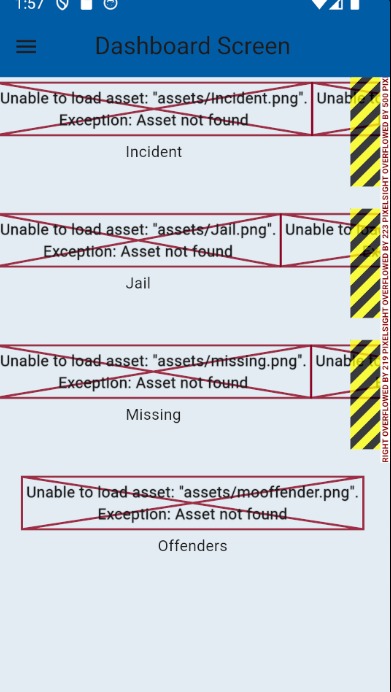 1:57
Dashboard Screen
Unable to load asset: "assets/Incident.png".
Exception: Asset not found
Incident
Unable to load asset: "assets/Jail.png".
Unable to
Exception: Asset not found
Jail
Unable to load asset: "assets/missing.png".
Exception: Asset not found
Missing
Unable to load asset: "assets/mooffender.png".
Exception: Asset not found
Offenders
RIGHT OVERFLOWED BY 219 PIXELS
RIGHT OVERFLOWED BY 223 PIXELS
RIGHT OVERFLOWED BY 500 PIX